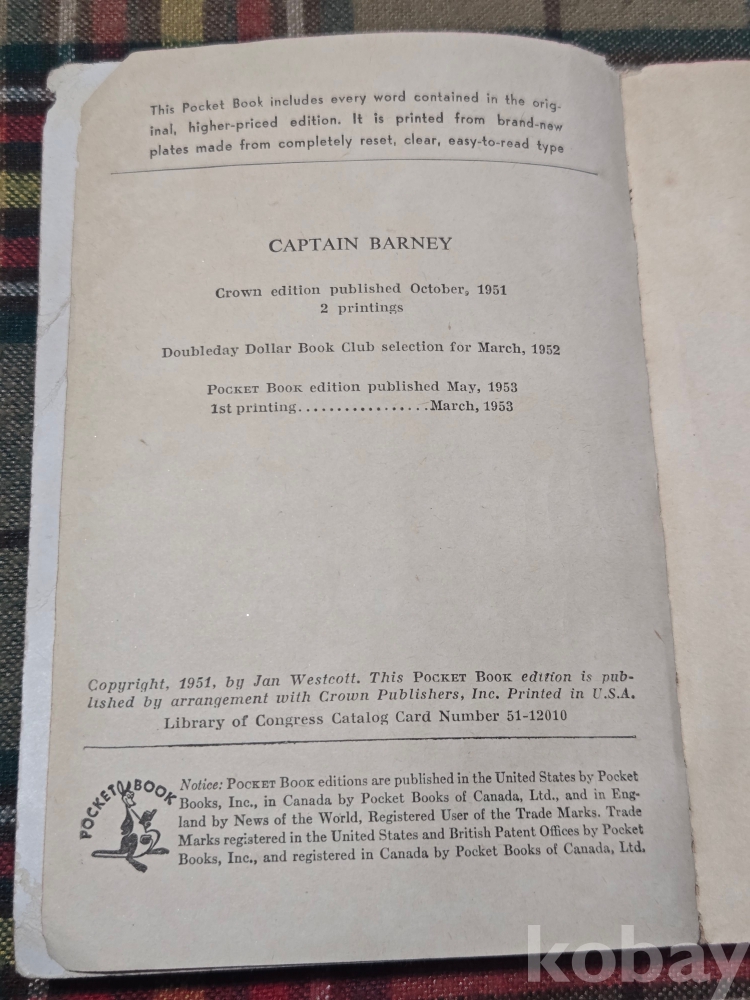 This Pocket Book includes every word contained in the orig-
inal, higher-priced edition. It is printed from brand-new
plates made from completely reset, clear, easy-to-read type
CAPTAIN BARNEY
Crown edition published October, 1951
2 printings
Doubleday Dollar Book Club selection for March, 1952
POCKET BOOK edition published May, 1953
1st printing.................March, 1953
Copyright, 1951, by Jan Westcott. This POCKET BOOK edition is pub-
lished by arrangement with Crown Publishers, Inc. Printed in U.S.A.
Library of Congress Catalog Card Number 51-12010
POCKET BOOK
Notice: POCKET BOOK editions are published in the United States by Pocket
Books, Inc., in Canada by Pocket Books of Canada, Ltd., and in Eng-
land by News of the World, Registered User of the Trade Marks. Trade
Marks registered in the United States and British Patent Offices by Pocket
Books, Inc., and registered in Canada by Pocket Books of Canada, Ltd.
kobay